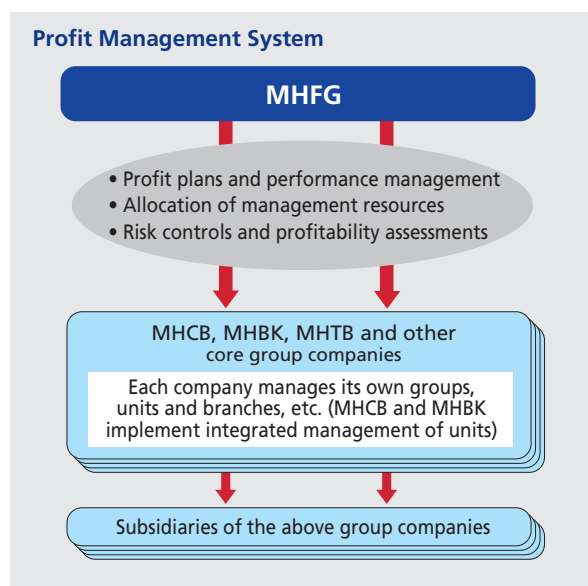 Profit Management System
MHFG
• Profit plans and performance management
• Allocation of management resources
• Risk controls and profitability assessments
MHCB, MHBK, MHTB and other
core group companies
Each company manages its own groups,
units and branches, etc. (MHCB and MHBK
implement integrated management of units)
Subsidiaries of the above group companies